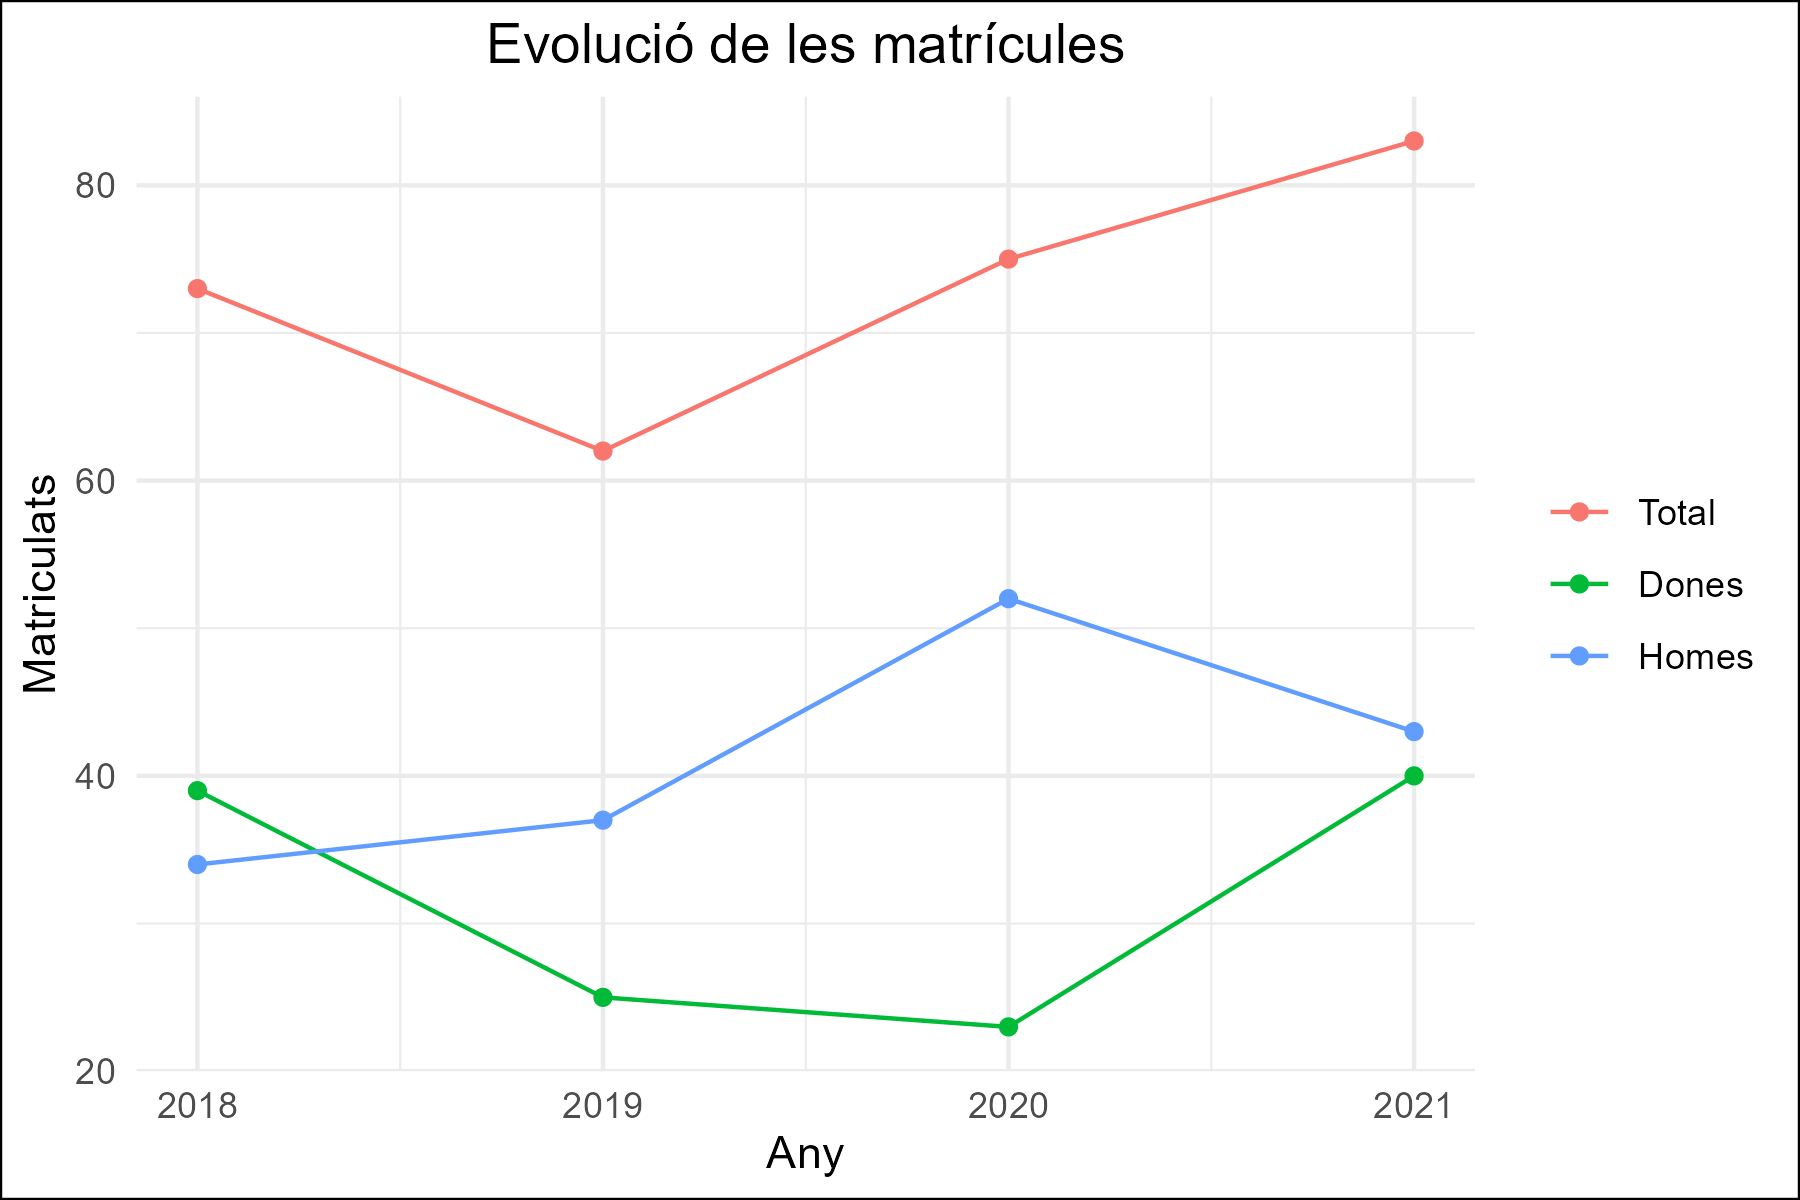 Evolució de les matrícules
Matriculats
80
60
40
20
2018
2019
2020
2021
Any
Total
Dones
Homes